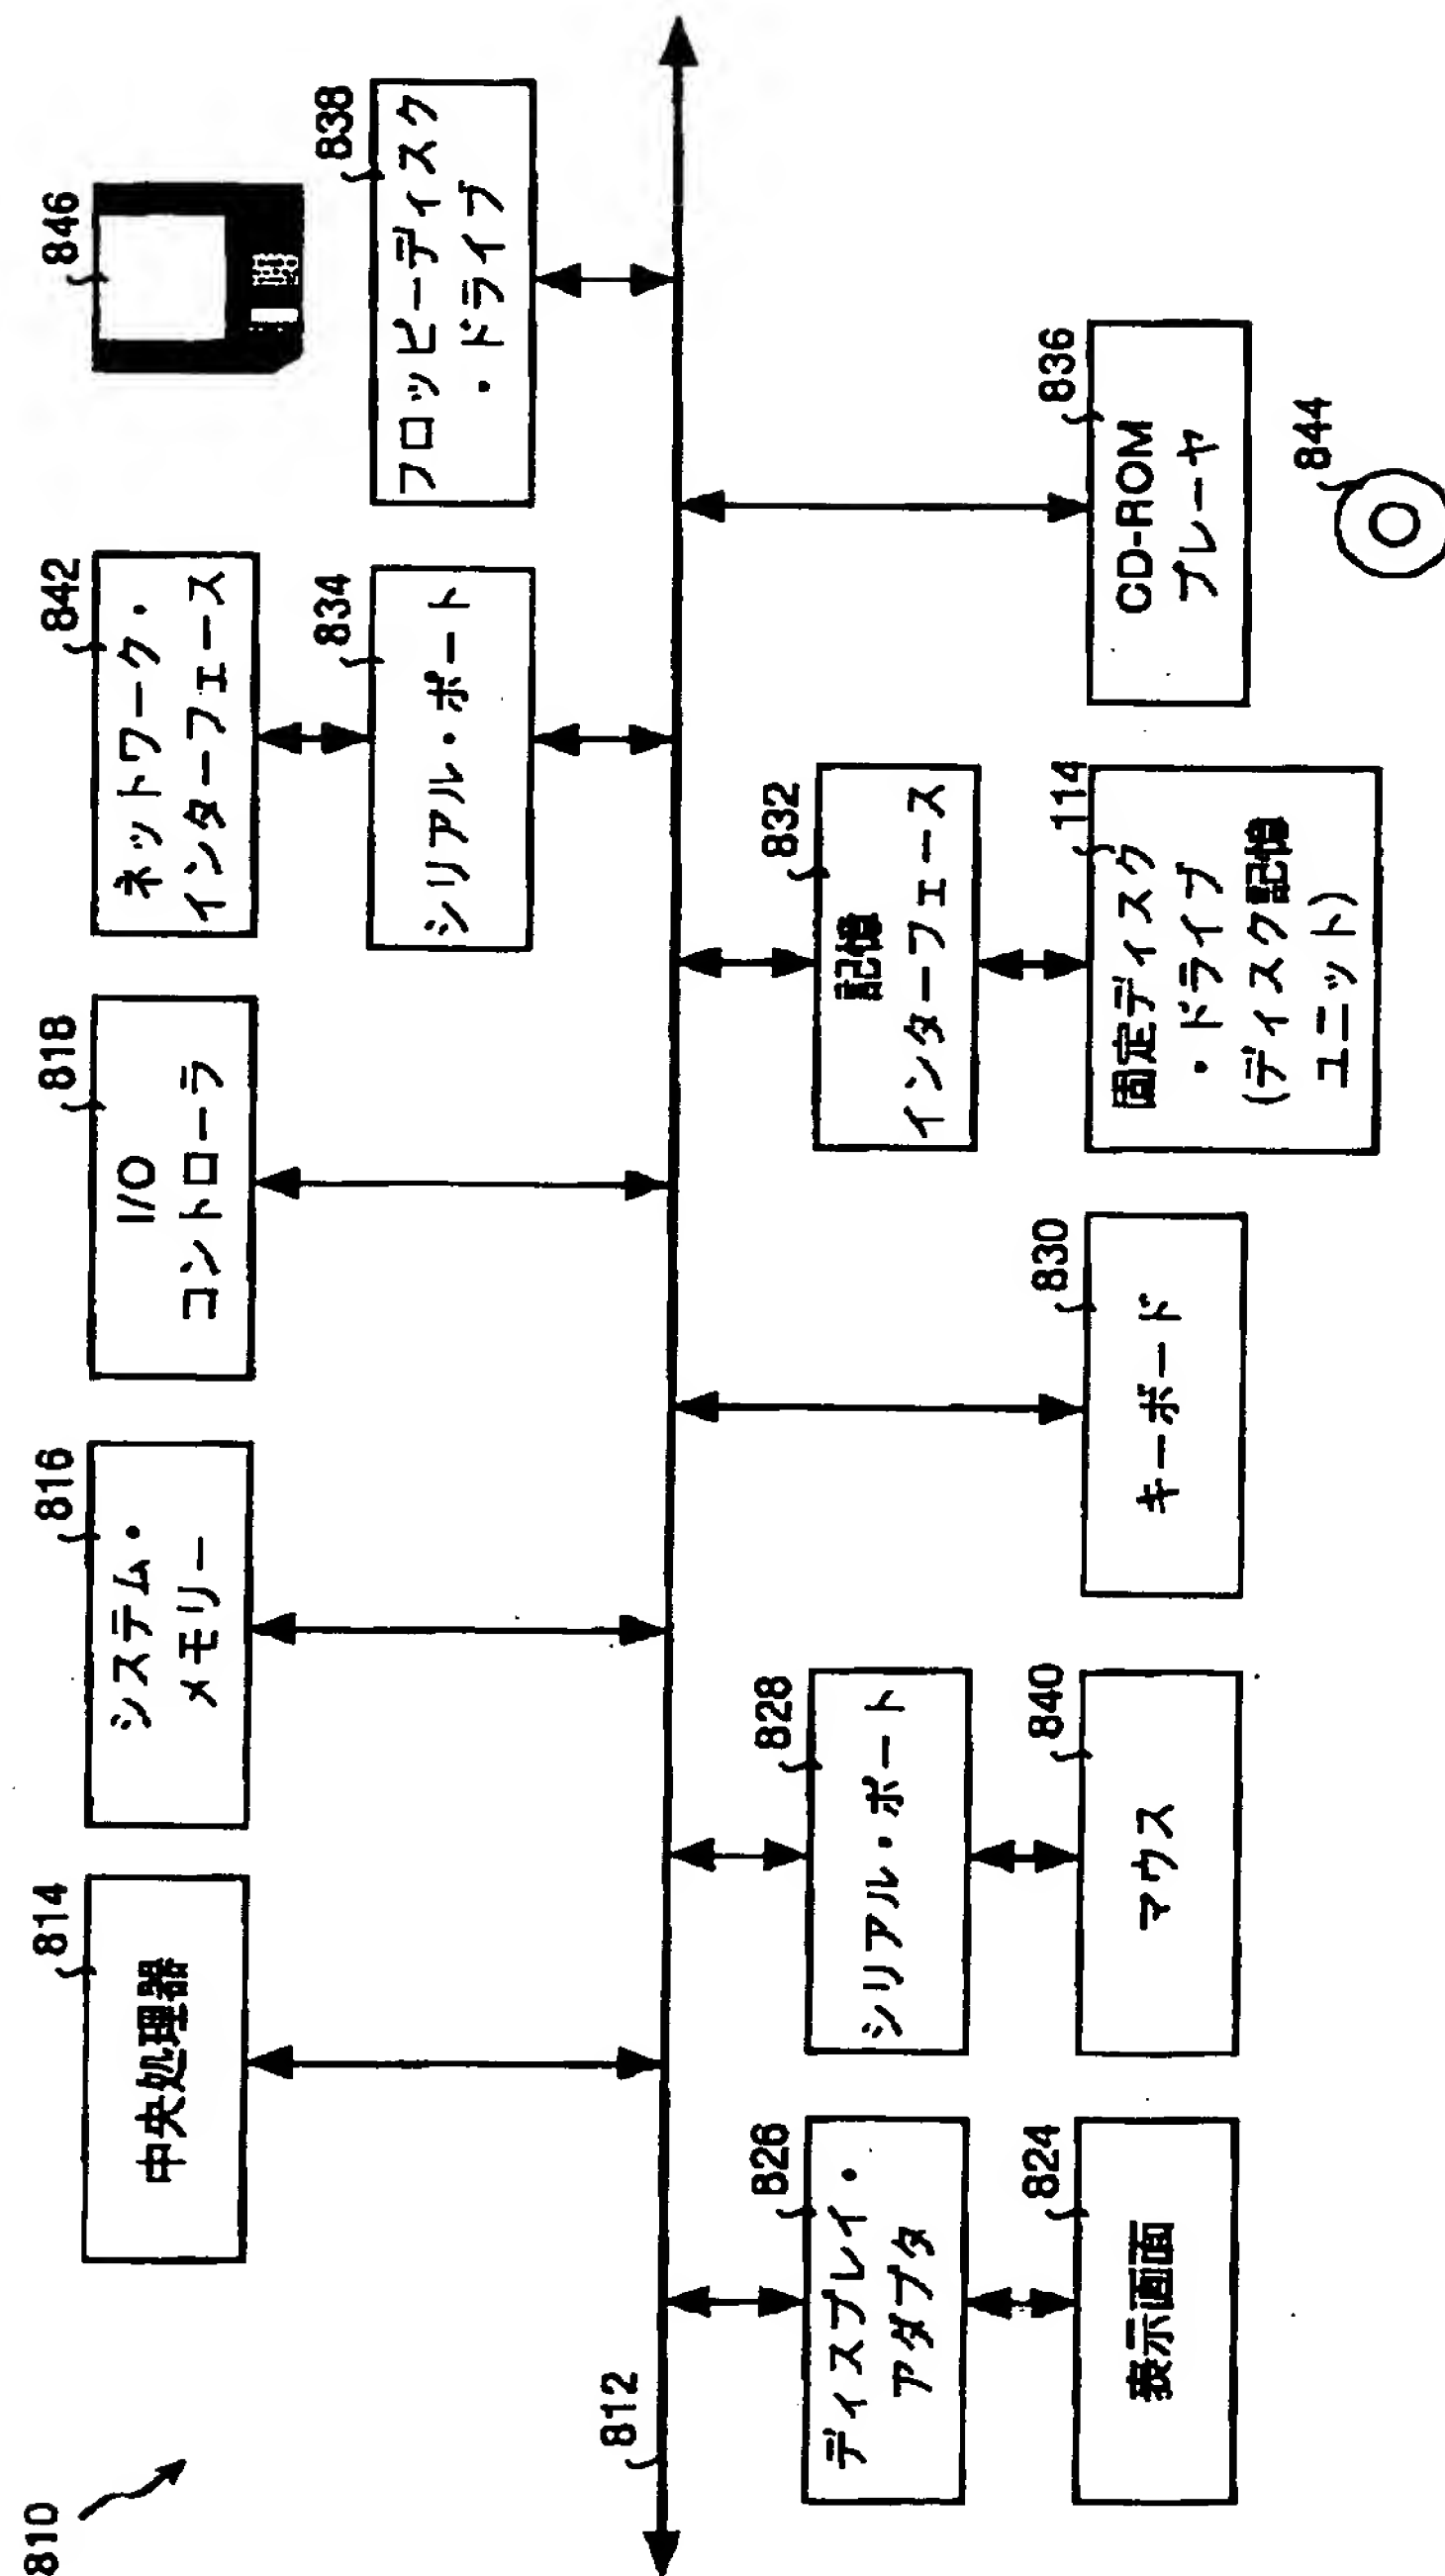 810
814
中央処理器
816
システム・
メモリー
818
I/O
コントローラ
842
ネットワーク・
インターフェース
846
834
シリアル・ポート
838
フロッピーディスク
・ドライブ
812
826
ディスプレイ・
アダプタ
828
シリアル・ポート
832
記憶
インターフェース
824
表示画面
840
マウス
830
キーボード
114
固定ディスク
・ドライブ
(ディスク記憶
ユニット)
836
CD-ROM
プレーヤ
844